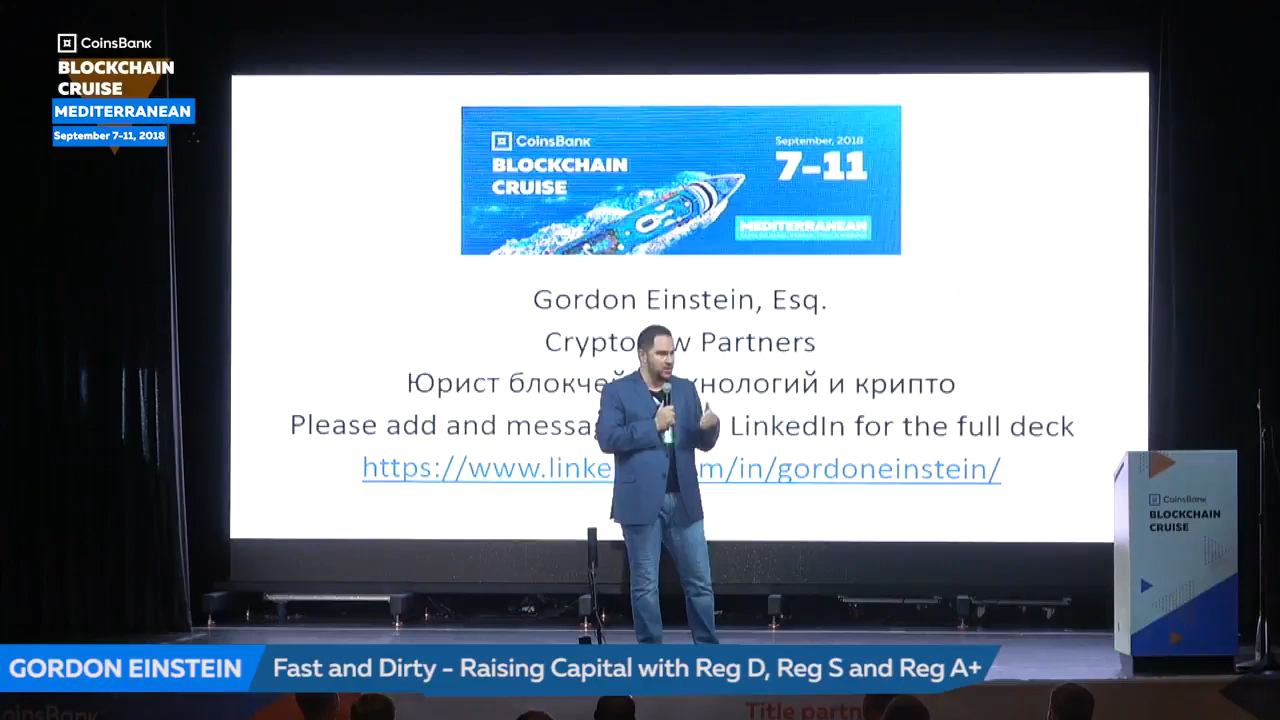 CoinsBank
BLOCKCHAIN
CRUISE
MEDITERRANEAN
September 7-11, 2018
CoinsBank
BLOCKCHAIN
CRUISE
September, 2018
7-11
MEDITERRANEAN
Gordon Einstein, Esq.
Partners
Юрист и крипто
Please add and LinkedIn for the full deck
https://www.linke m/in/gordoneinstein/
CoinsBank
BLOCKCHAIN
CRUISE
GORDON EINSTEIN
Fast and Dirty - Raising Capital with Reg D, Reg S and Reg A+
Title